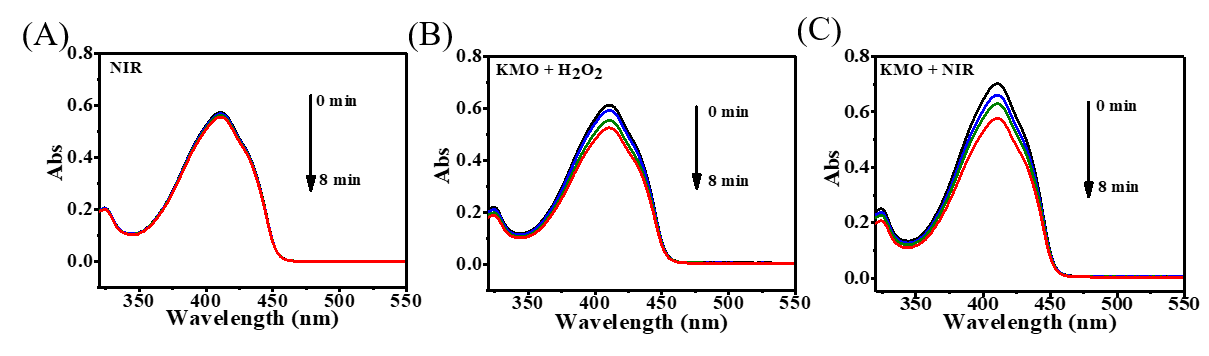 (A)
NIR
0 min
8 min
0.8
0.6
0.4
0.2
0.0
Abs
350
400
450
500
550
Wavelength (nm)
(B)
KMO + H₂O₂
0 min
8 min
0.8
0.6
0.4
0.2
0.0
Abs
350
400
450
500
550
Wavelength (nm)
(C)
KMO + NIR
0 min
8 min
0.8
0.6
0.4
0.2
0.0
Abs
350
400
450
500
550
Wavelength (nm)